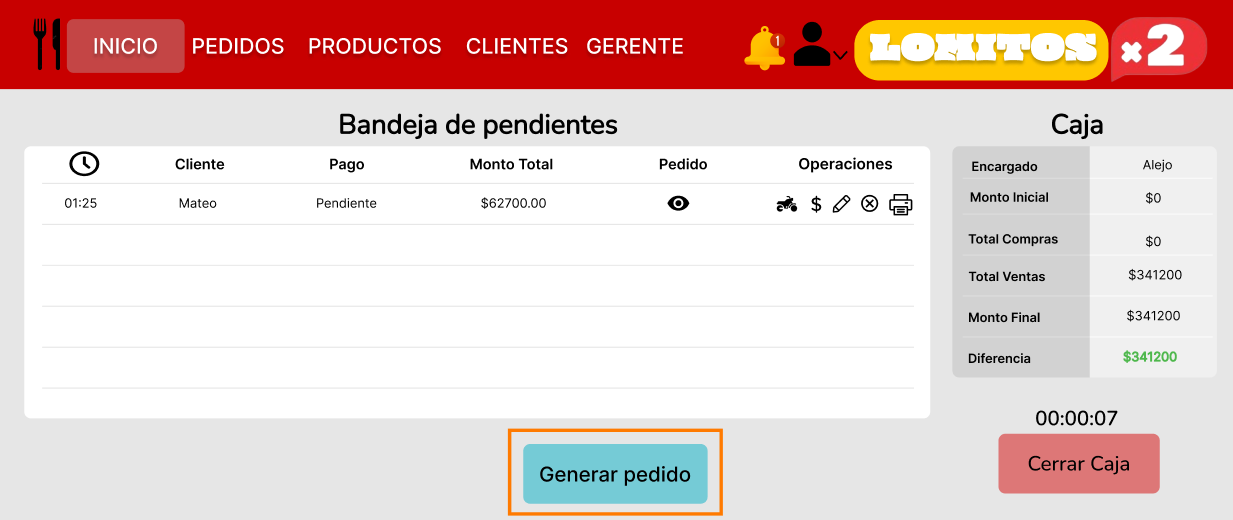 INICIO PEDIDOS PRODUCTOS CLIENTES GERENTE 1 LOMITOS x2
Bandeja de pendientes
Cliente Pago Monto Total Pedido Operaciones
01:25 Mateo Pendiente $62700.00 $
Generar pedido
Caja
Encargado Alejo
Monto Inicial $0
Total Compras $0
Total Ventas $341200
Monto Final $341200
Diferencia $341200
00:00:07
Cerrar Caja